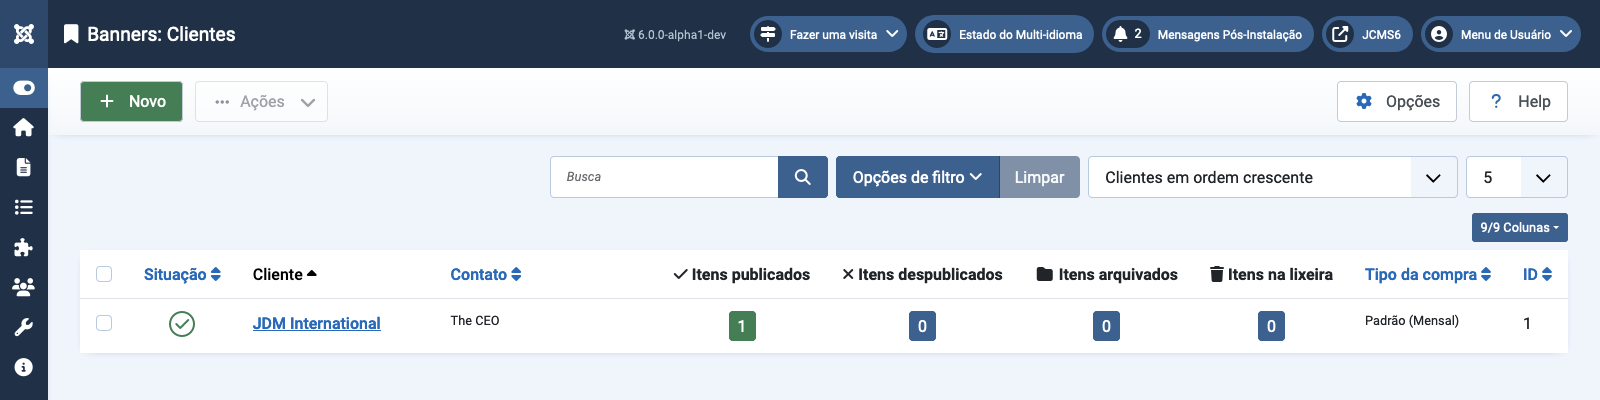 Banners: Clientes
6.0.0-alpha1-dev
Fazer uma visita
Estado do Multi-idioma
2 Mensagens Pós-Instalação
JCMS6
Menu de Usuário
Novo
Ações
Opções
? Help
Busca
Opções de filtro
Limpar
Clientes em ordem crescente
5
9/9 Colunas
Situação Cliente Contato Itens publicados Itens despublicados Itens arquivados Itens na lixeira Tipo da compra ID
JDM International The CEO 1 0 0 0 Padrão (Mensal) 1